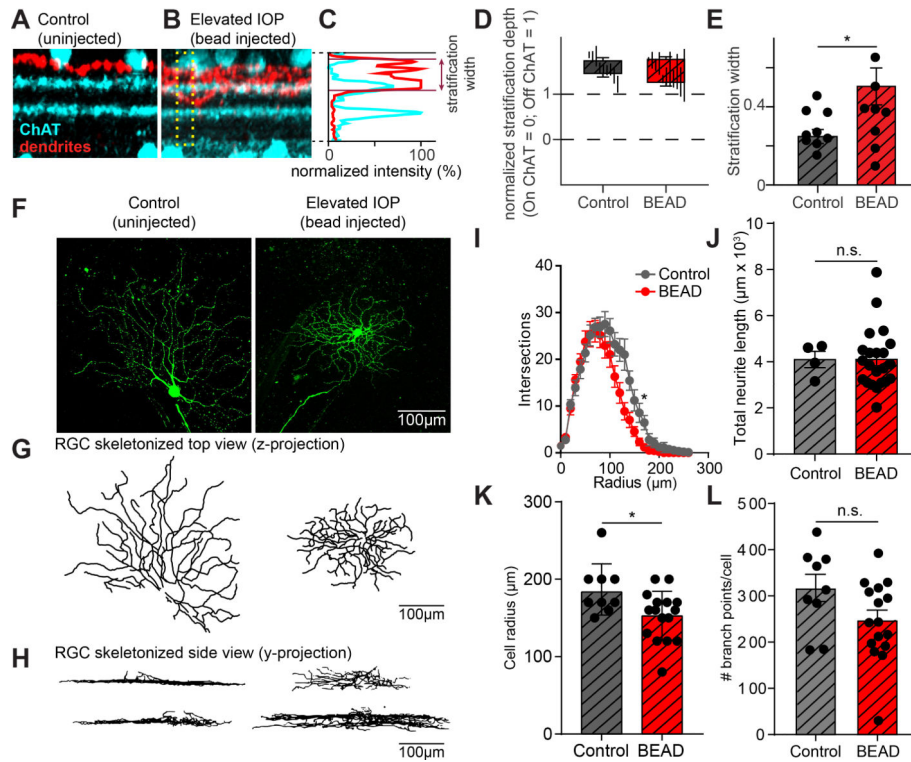 A
Control
(uninjected)
ChAT
dendrites
B
Elevated IOP
(bead injected)
C
stratification
width
0
100
normalized intensity (%)
D
normalized stratification depth
(On ChAT = 0; Off ChAT = 1)
1
0
Control
BEAD
E
Stratification width
0.4
0
*
Control
BEAD
F
Control
(uninjected)
Elevated IOP
(bead injected)
100µm
G
RGC skeletonized top view (z-projection)
100µm
H
RGC skeletonized side view (y-projection)
100µm
I
Intersections
40
30
20
10
0
0
100
200
300
Radius (µm)
Control
BEAD
*
J
Total neurite length (µm x 10³)
10
8
6
4
2
0
n.s.
Control
BEAD
K
Cell radius (µm)
300
200
100
0
*
Control
BEAD
L
# branch points/cell
500
400
300
200
100
0
n.s.
Control
BEAD